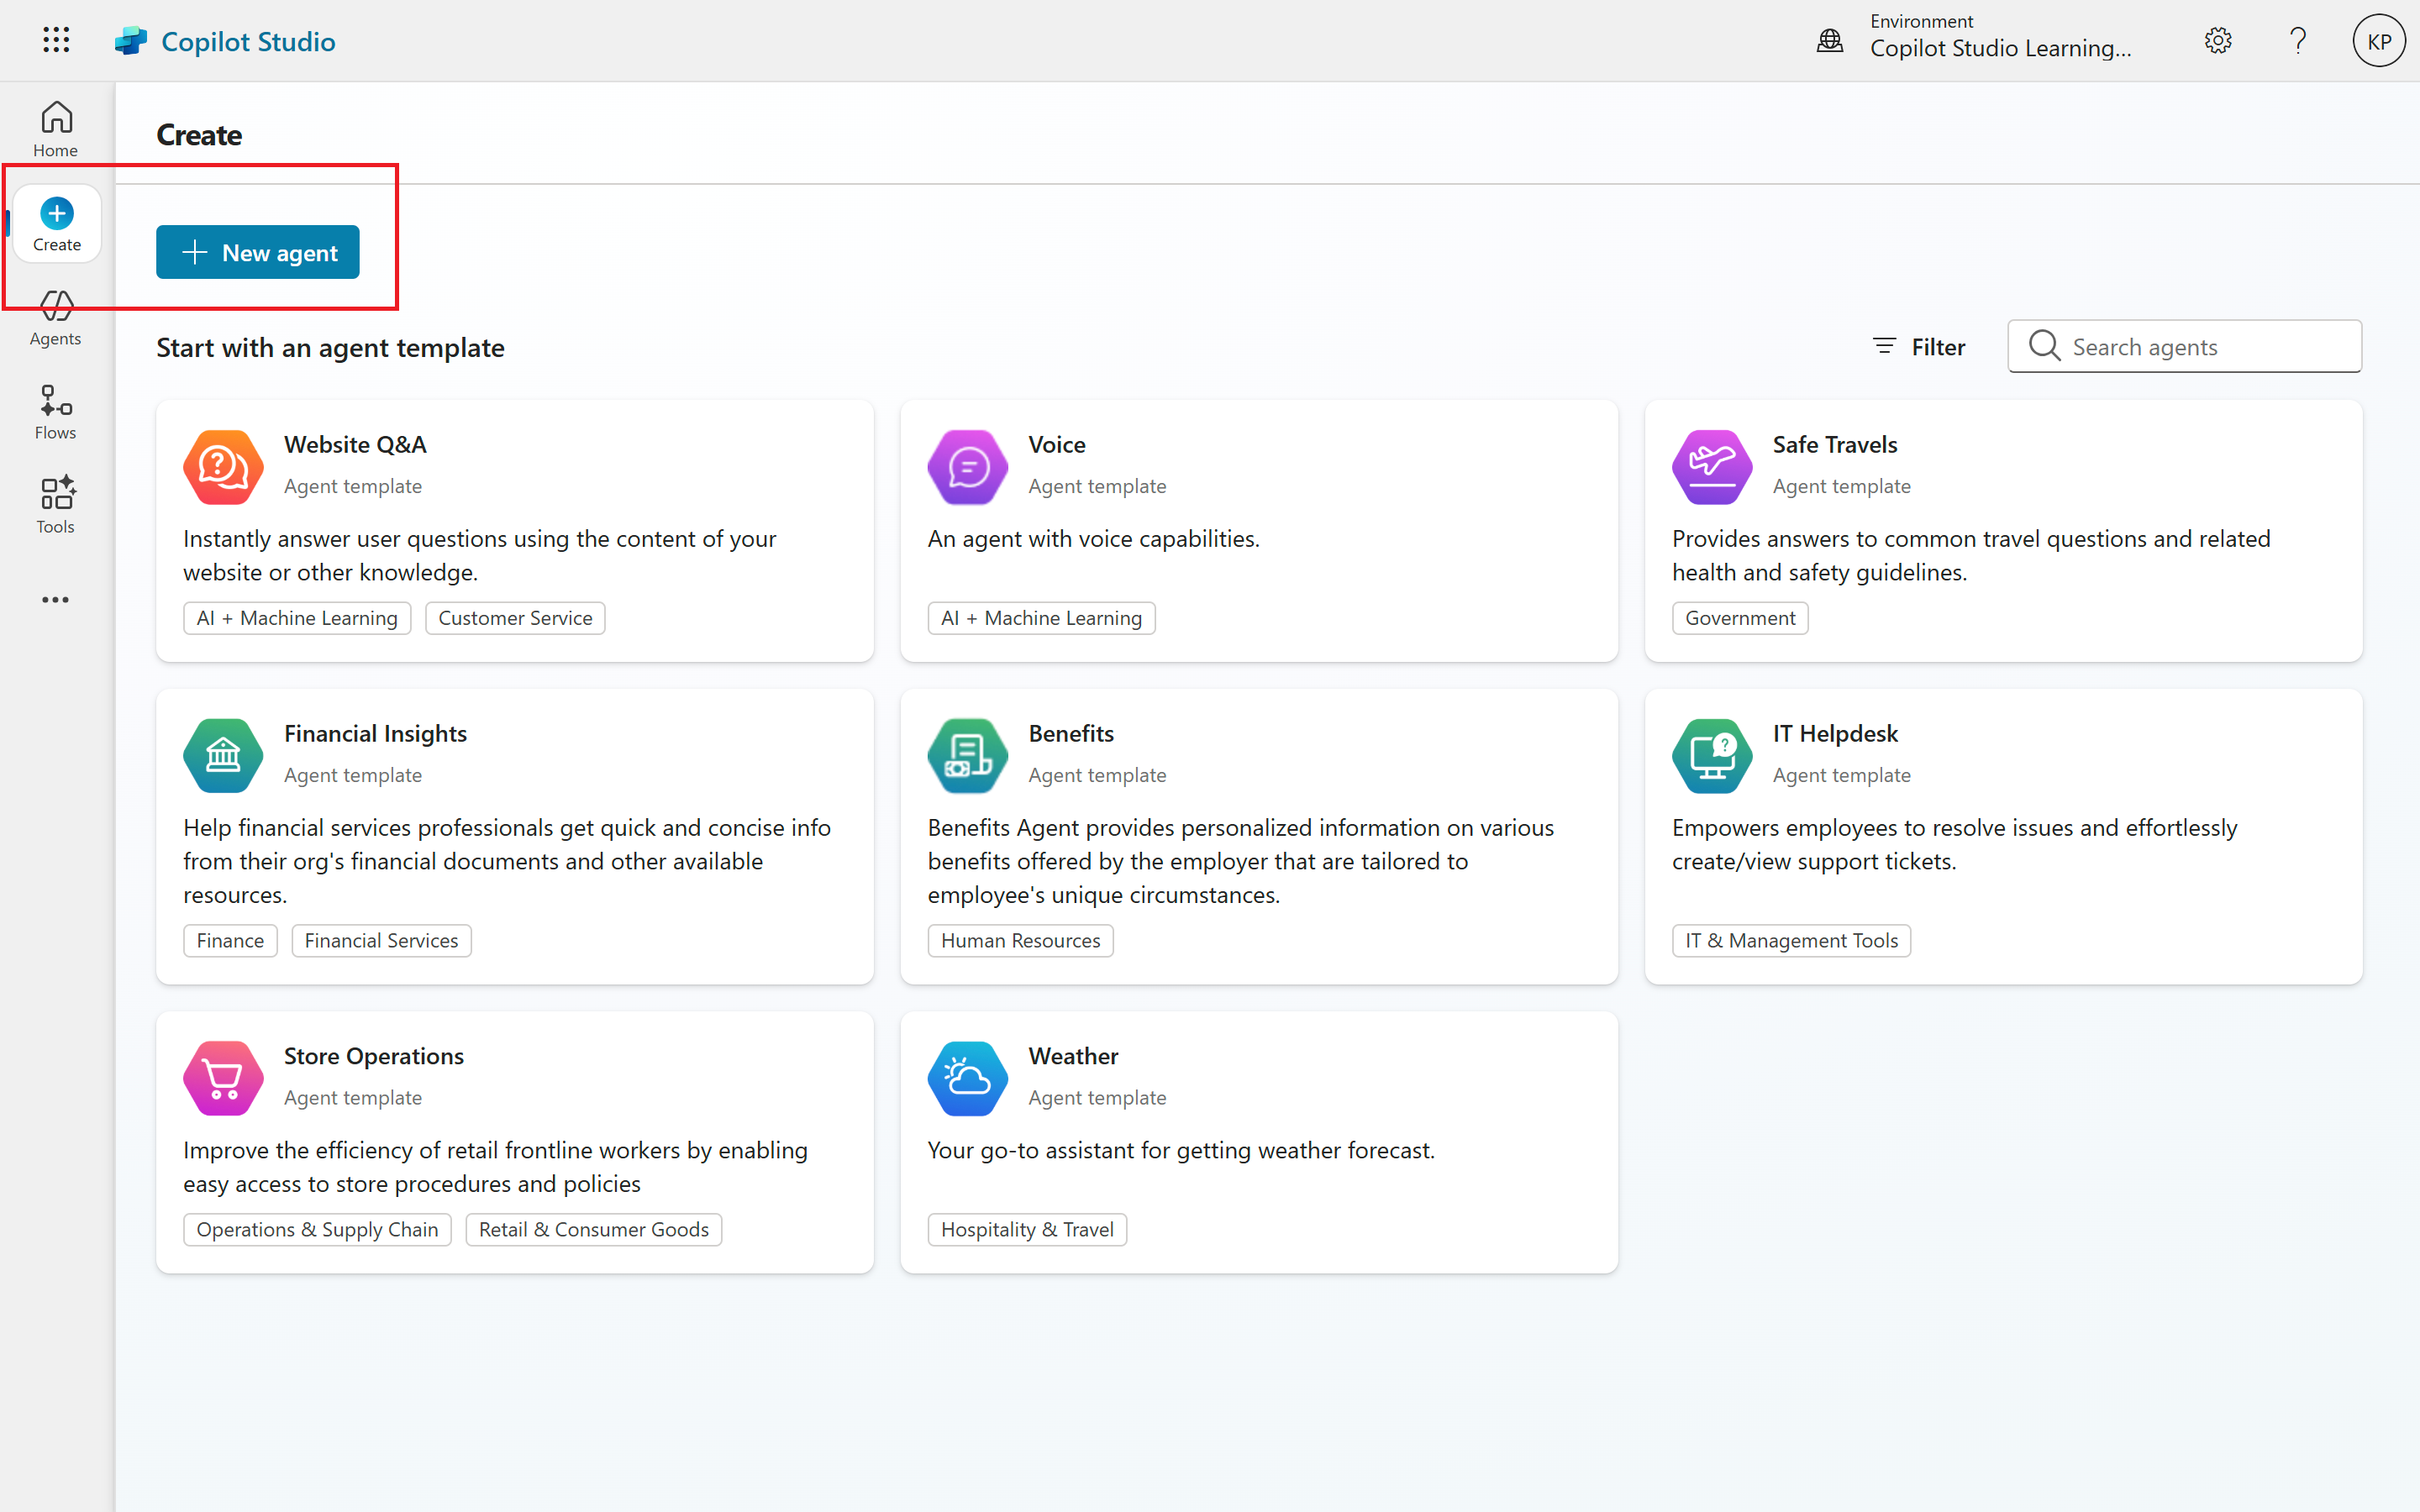 Copilot Studio
Environment
Copilot Studio Learning...
KP
Home
Create
Agents
Flows
Tools
Create
New agent
Start with an agent template
Filter
Search agents
Website Q&A
Agent template
Instantly answer user questions using the content of your
website or other knowledge.
AI + Machine Learning
Customer Service
Voice
Agent template
An agent with voice capabilities.
AI + Machine Learning
Safe Travels
Agent template
Provides answers to common travel questions and related
health and safety guidelines.
Government
Financial Insights
Agent template
Help financial services professionals get quick and concise info
from their org's financial documents and other available
resources.
Finance
Financial Services
Benefits
Agent template
Benefits Agent provides personalized information on various
benefits offered by the employer that are tailored to
employee's unique circumstances.
Human Resources
IT Helpdesk
Agent template
Empowers employees to resolve issues and effortlessly
create/view support tickets.
IT & Management Tools
Store Operations
Agent template
Improve the efficiency of retail frontline workers by enabling
easy access to store procedures and policies
Operations & Supply Chain
Retail & Consumer Goods
Weather
Agent template
Your go-to assistant for getting weather forecast.
Hospitality & Travel